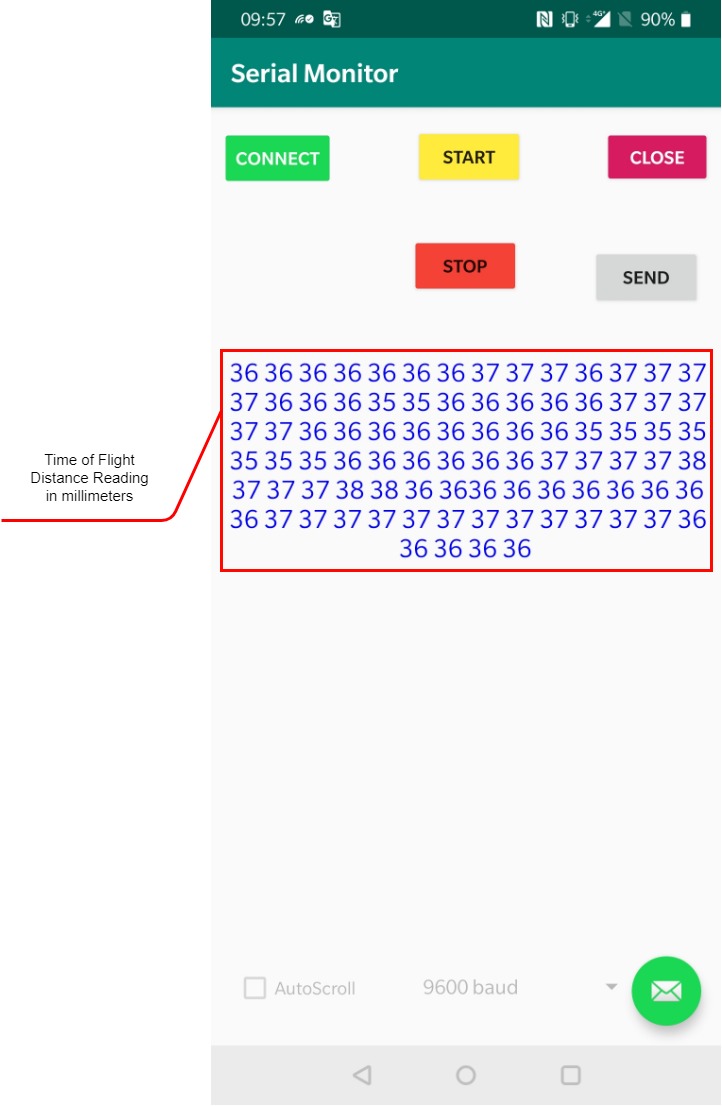 09:57 90%
Serial Monitor
CONNECT START CLOSE
STOP SEND
36 36 36 36 36 36 36 37 37 37 36 37 37 37
37 36 36 36 35 35 36 36 36 36 36 37 37 37
37 37 36 36 36 36 36 36 36 36 35 35 35 35
35 35 35 36 36 36 36 36 36 37 37 37 37 38
37 37 37 38 38 36 3636 36 36 36 36 36 36
36 37 37 37 37 37 37 37 37 37 37 37 37 36
36 36 36 36
Time of Flight
Distance Reading
in millimeters
AutoScroll 9600 baud